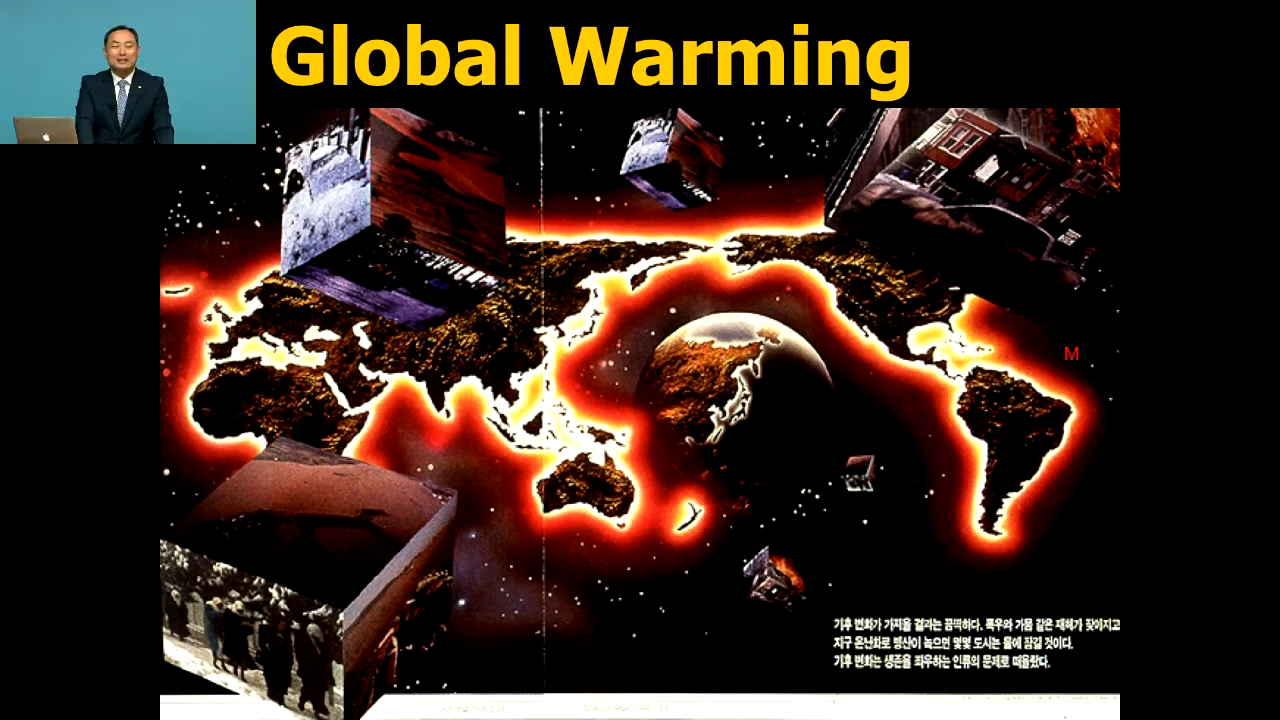 Global Warming
M
기후 변화가 가져올 결과는 끔찍하다. 폭우와 가뭄 같은 재해가 잦아지고
지구 온난화로 빙산이 녹으면 몇몇 도시는 물에 잠길 것이다.
기후 변화는 생존을 좌우하는 인류의 문제로 떠올랐다.